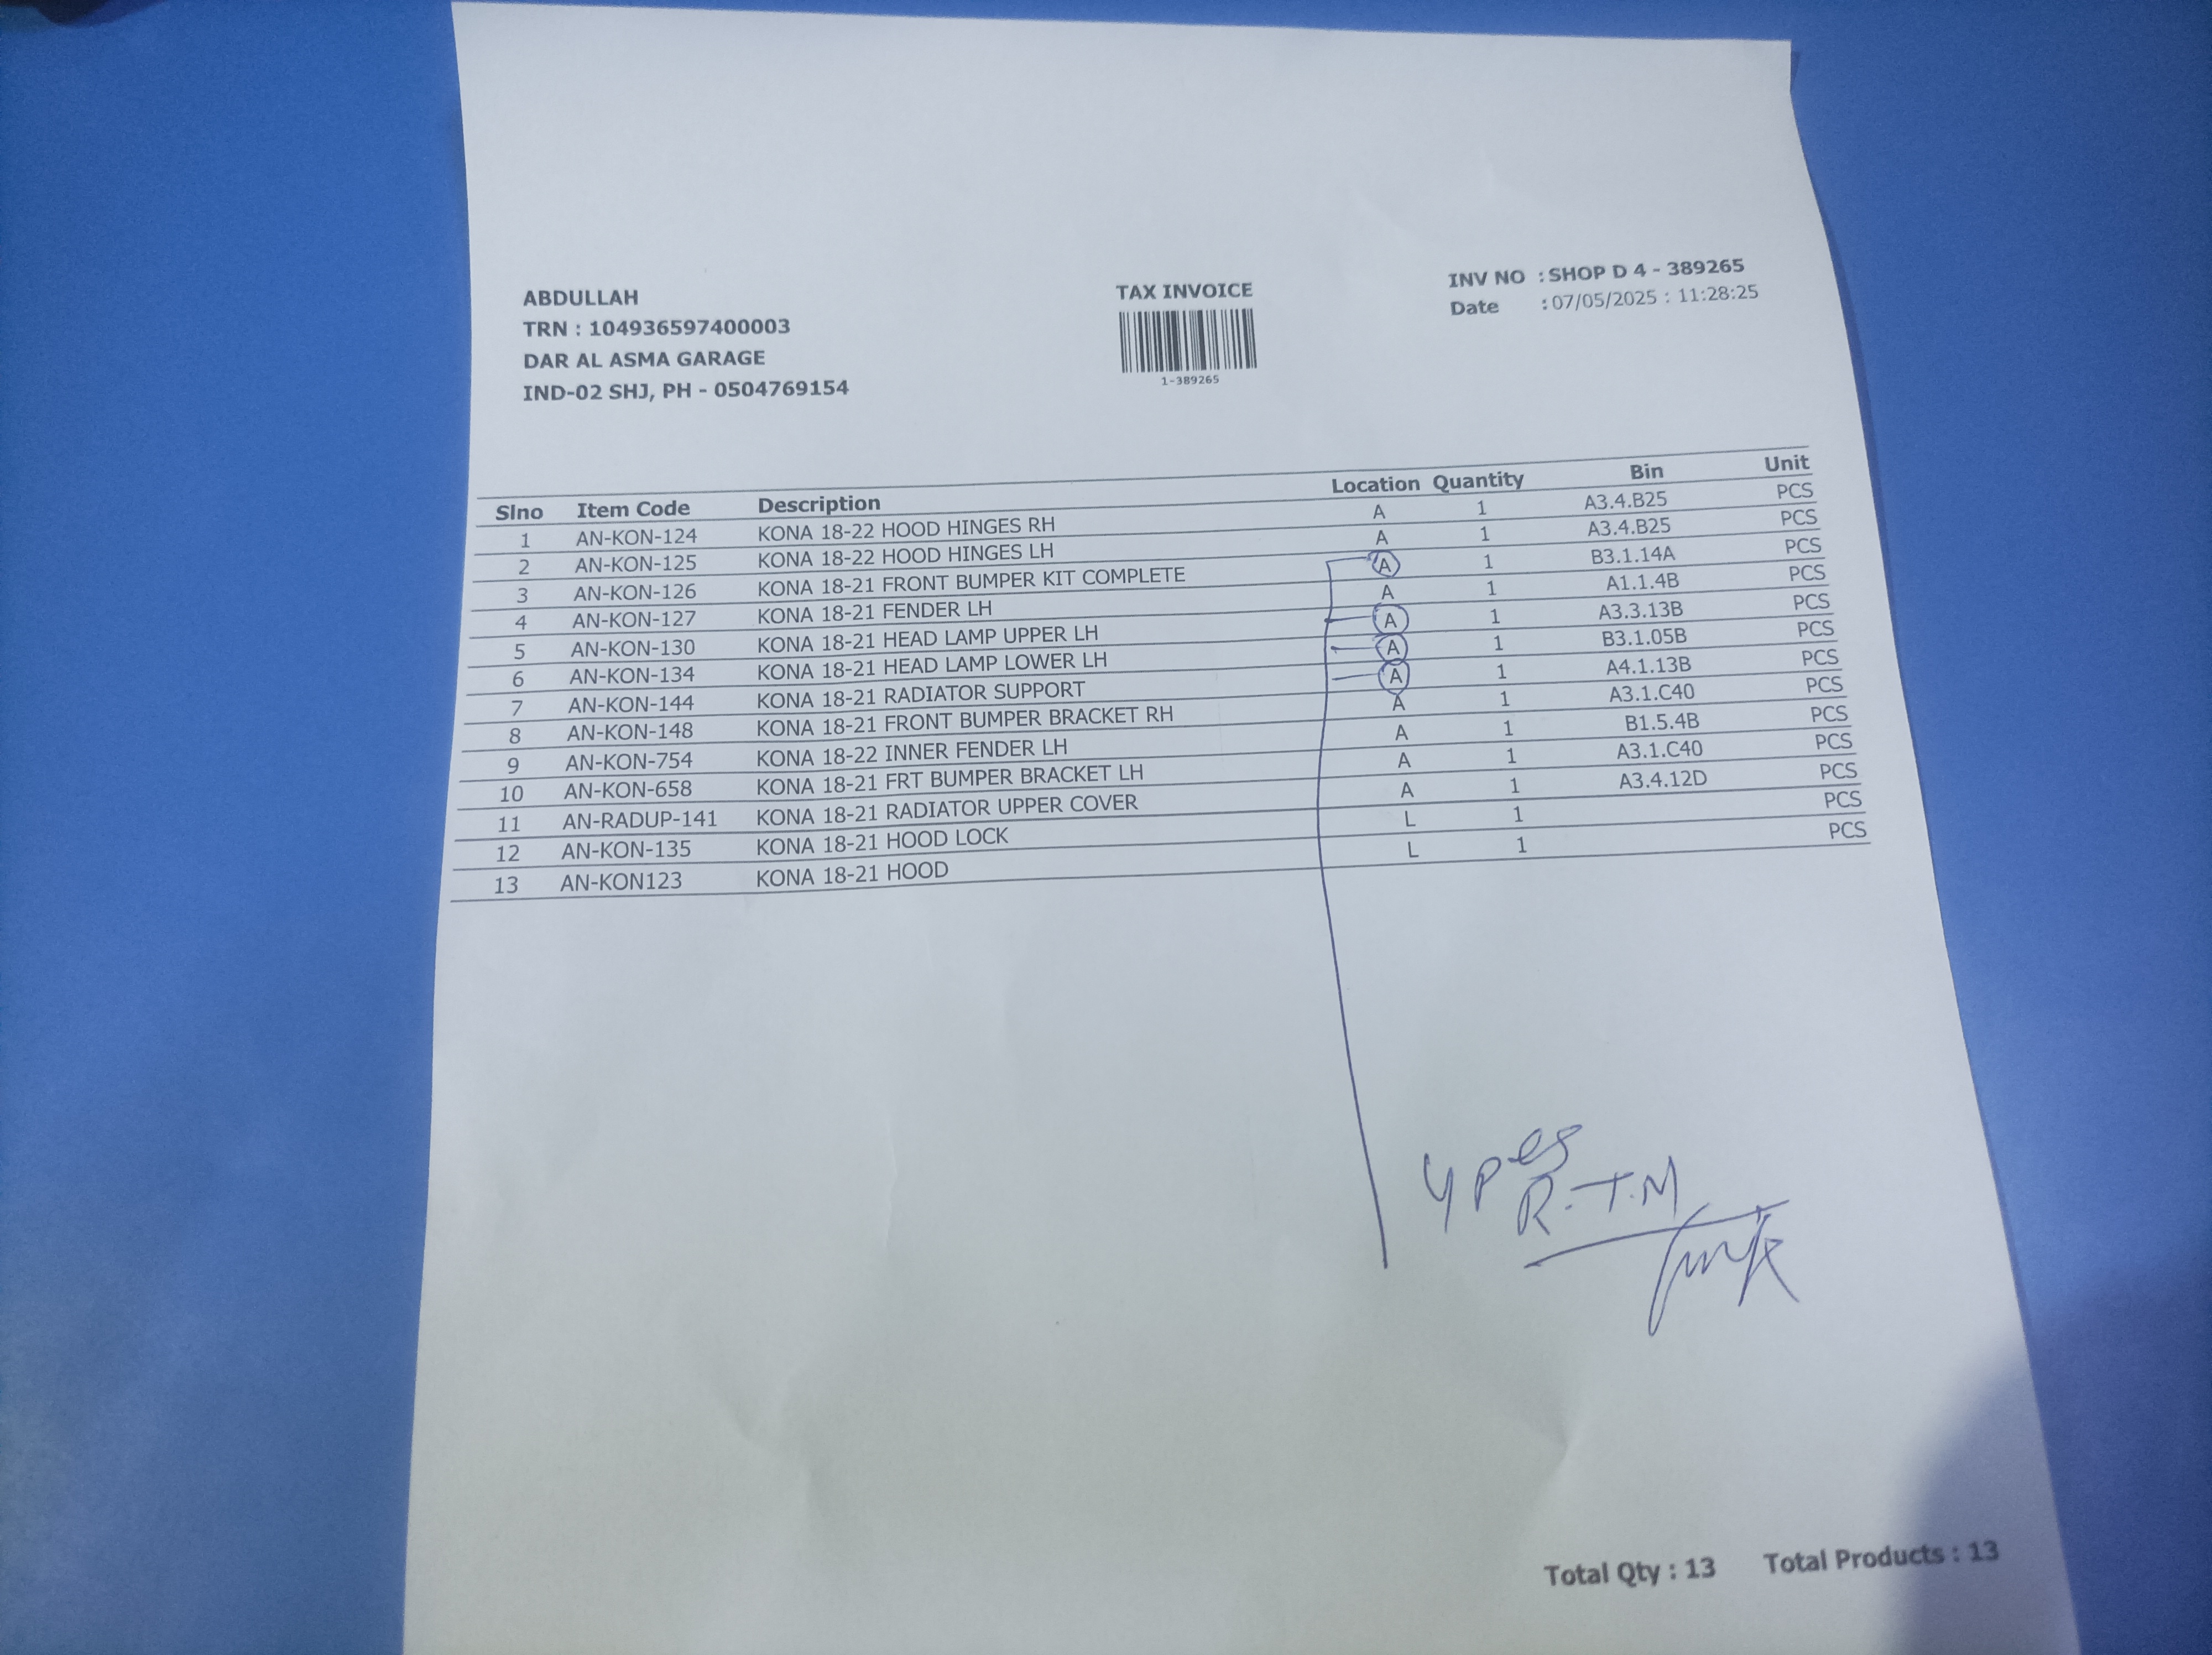 ABDULLAH
TRN : 104936597400003
DAR AL ASMA GARAGE
IND-02 SHJ, PH - 0504769154
TAX INVOICE
1-389265
INV NO : SHOP D 4 - 389265
Date : 07/05/2025 : 11:28:25
Slno Item Code Description Location Quantity Bin Unit
1 AN-KON-124 KONA 18-22 HOOD HINGES RH A 1 A3.4.B25 PCS
2 AN-KON-125 KONA 18-22 HOOD HINGES LH A 1 A3.4.B25 PCS
3 AN-KON-126 KONA 18-21 FRONT BUMPER KIT COMPLETE A 1 B3.1.14A PCS
4 AN-KON-127 KONA 18-21 FENDER LH A 1 A1.1.4B PCS
5 AN-KON-130 KONA 18-21 HEAD LAMP UPPER LH A 1 A3.3.13B PCS
6 AN-KON-134 KONA 18-21 HEAD LAMP LOWER LH A 1 B3.1.05B PCS
7 AN-KON-144 KONA 18-21 RADIATOR SUPPORT A 1 A4.1.13B PCS
8 AN-KON-148 KONA 18-21 FRONT BUMPER BRACKET RH A 1 A3.1.C40 PCS
9 AN-KON-754 KONA 18-22 INNER FENDER LH A 1 B1.5.4B PCS
10 AN-KON-658 KONA 18-21 FRT BUMPER BRACKET LH A 1 A3.1.C40 PCS
11 AN-RADUP-141 KONA 18-21 RADIATOR UPPER COVER A 1 A3.4.12D PCS
12 AN-KON-135 KONA 18-21 HOOD LOCK L 1 PCS
13 AN-KON123 KONA 18-21 HOOD L 1 PCS
4 Pes
R.T.M
Total Qty : 13 Total Products : 13